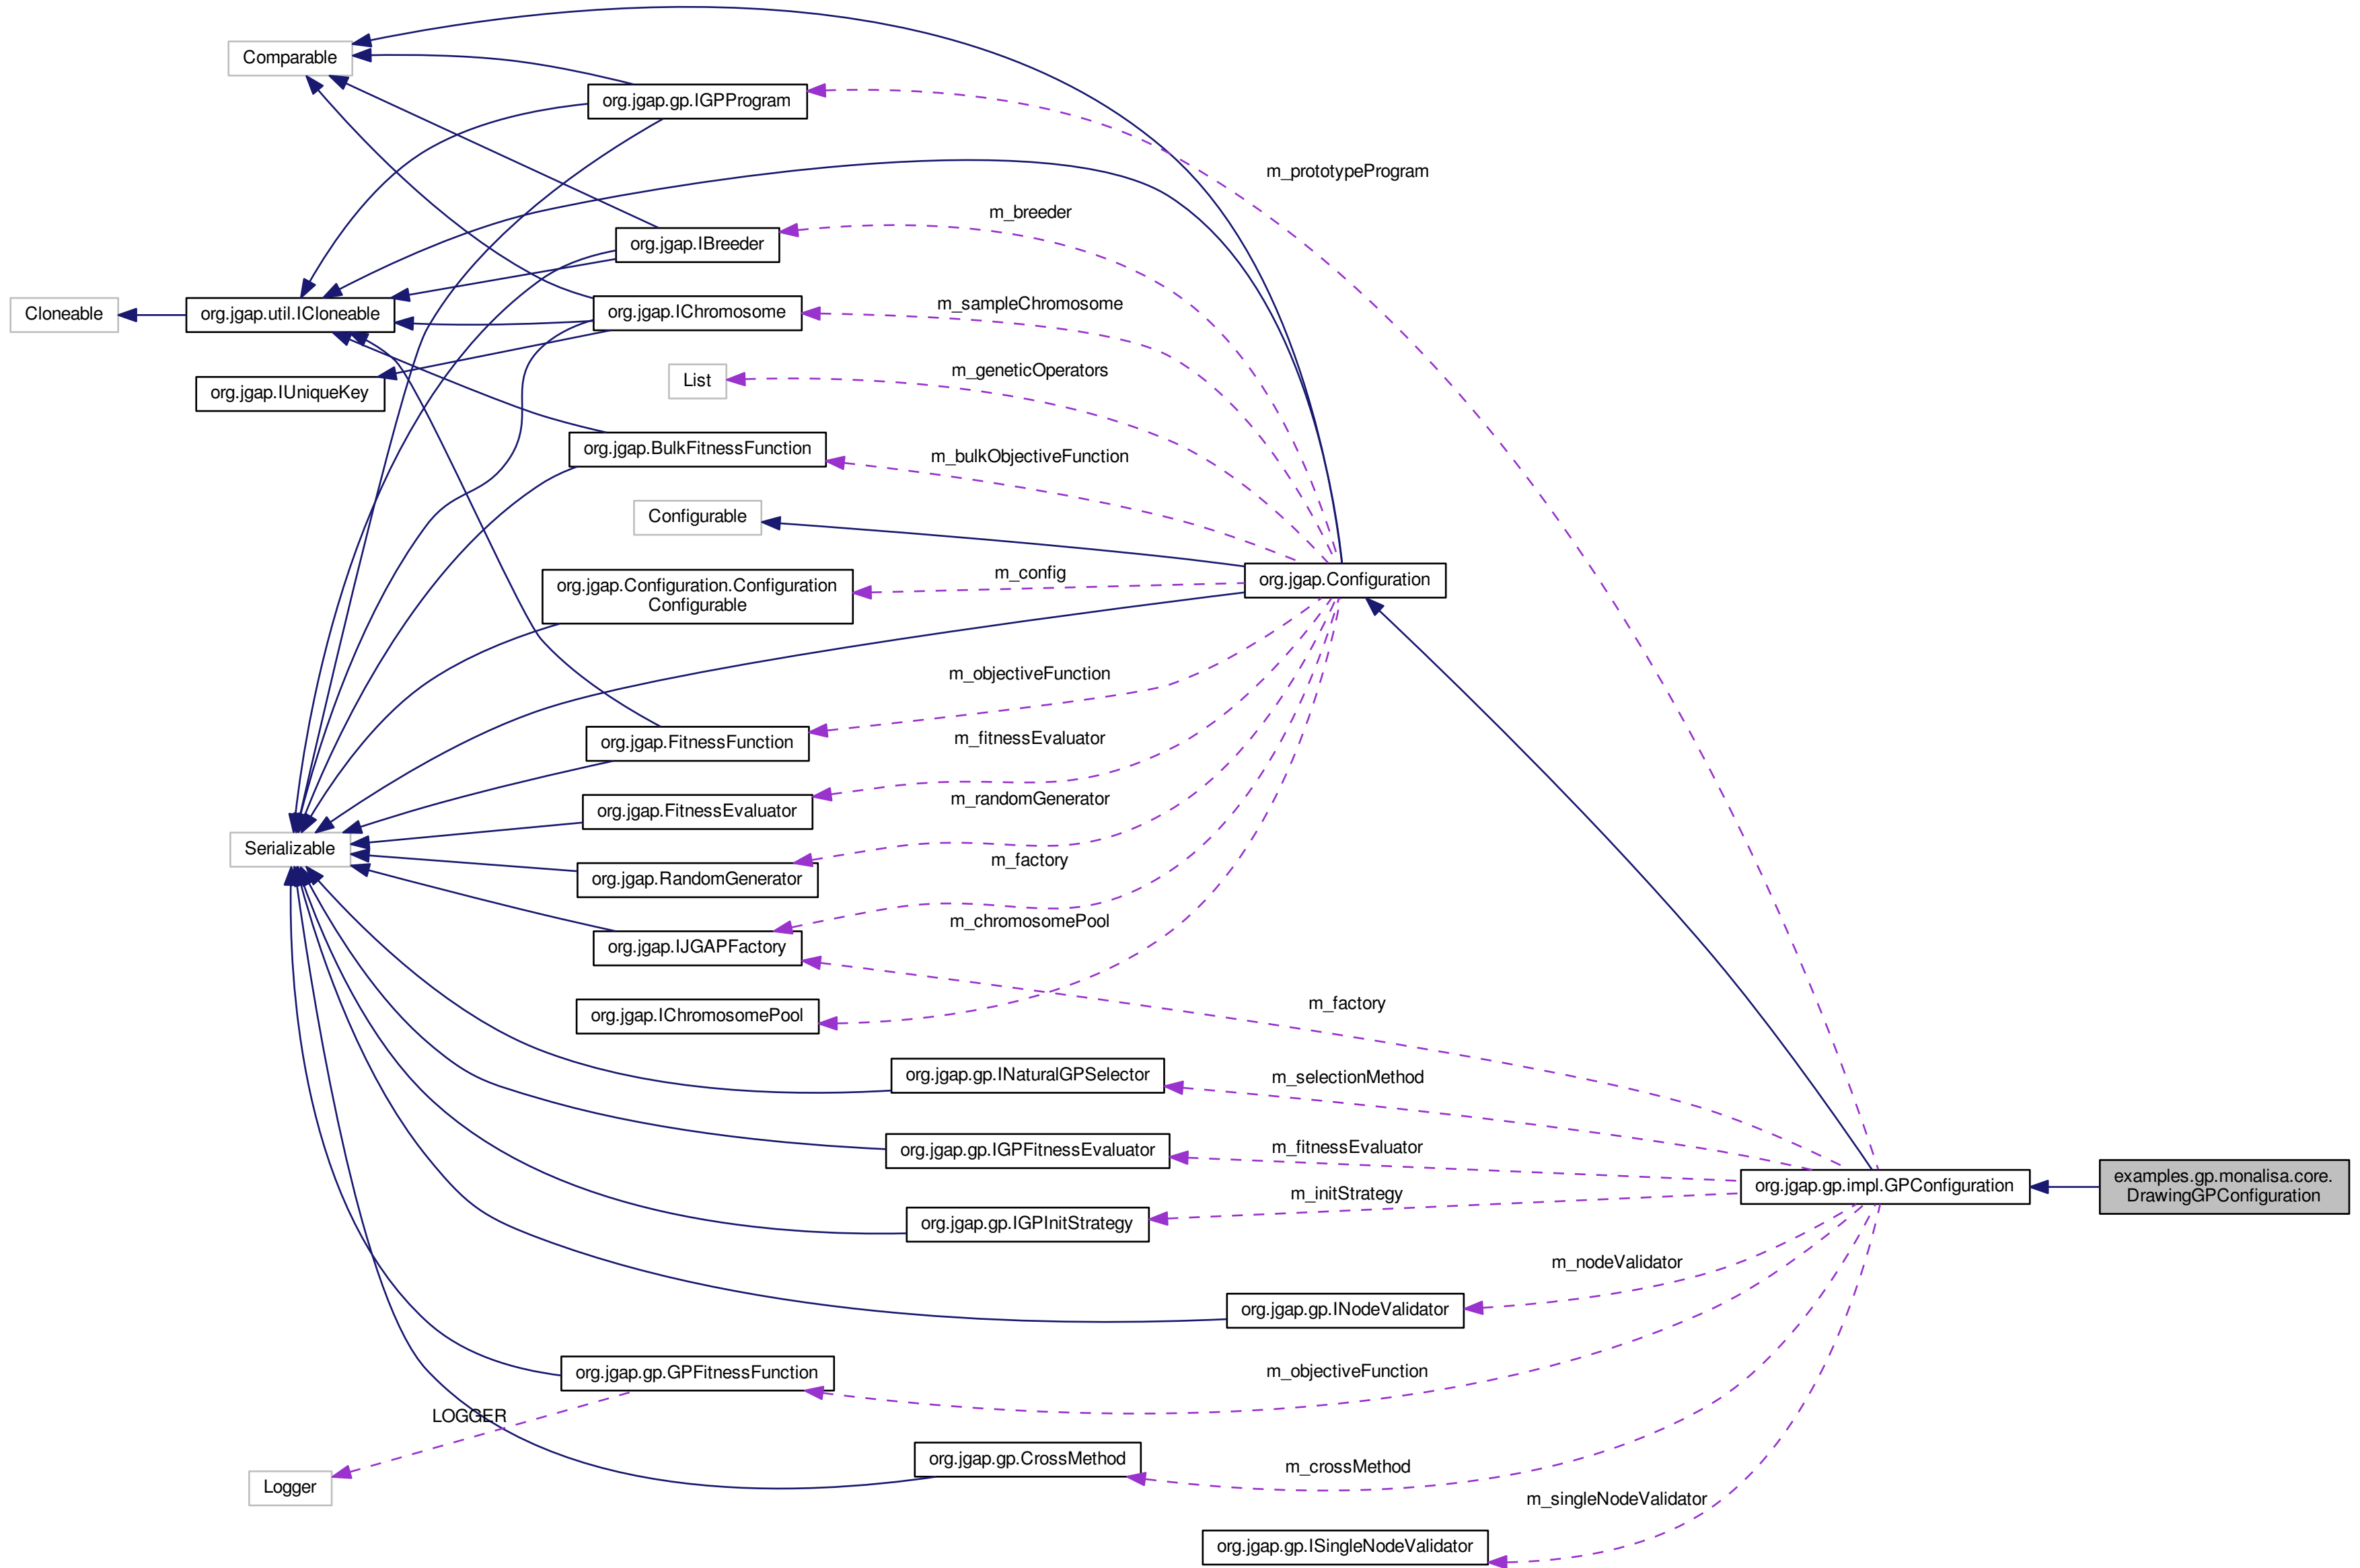 Comparable
org.jgap.gp.IGPProgram
m_prototypeProgram
m_breeder
org.jgap.IBreeder
Cloneable
org.jgap.util.ICloneable
org.jgap.IChromosome
m_sampleChromosome
org.jgap.IUniqueKey
List
m_geneticOperators
org.jgap.BulkFitnessFunction
m_bulkObjectiveFunction
Configurable
org.jgap.Configuration.Configuration
Configurable
m_config
org.jgap.Configuration
m_objectiveFunction
org.jgap.FitnessFunction
m_fitnessEvaluator
org.jgap.FitnessEvaluator
m_randomGenerator
Serializable
org.jgap.RandomGenerator
m_factory
m_chromosomePool
org.jgap.IJGAPFactory
m_factory
org.jgap.IChromosomePool
org.jgap.gp.INaturalGPSelector
m_selectionMethod
org.jgap.gp.IGPFitnessEvaluator
m_fitnessEvaluator
m_initStrategy
org.jgap.gp.IGPInitStrategy
org.jgap.gp.impl.GPConfiguration
examples.gp.monalisa.core.
DrawingGPConfiguration
m_nodeValidator
org.jgap.gp.INodeValidator
org.jgap.gp.GPFitnessFunction
m_objectiveFunction
LOGGER
Logger
org.jgap.gp.CrossMethod
m_crossMethod
m_singleNodeValidator
org.jgap.gp.ISingleNodeValidator